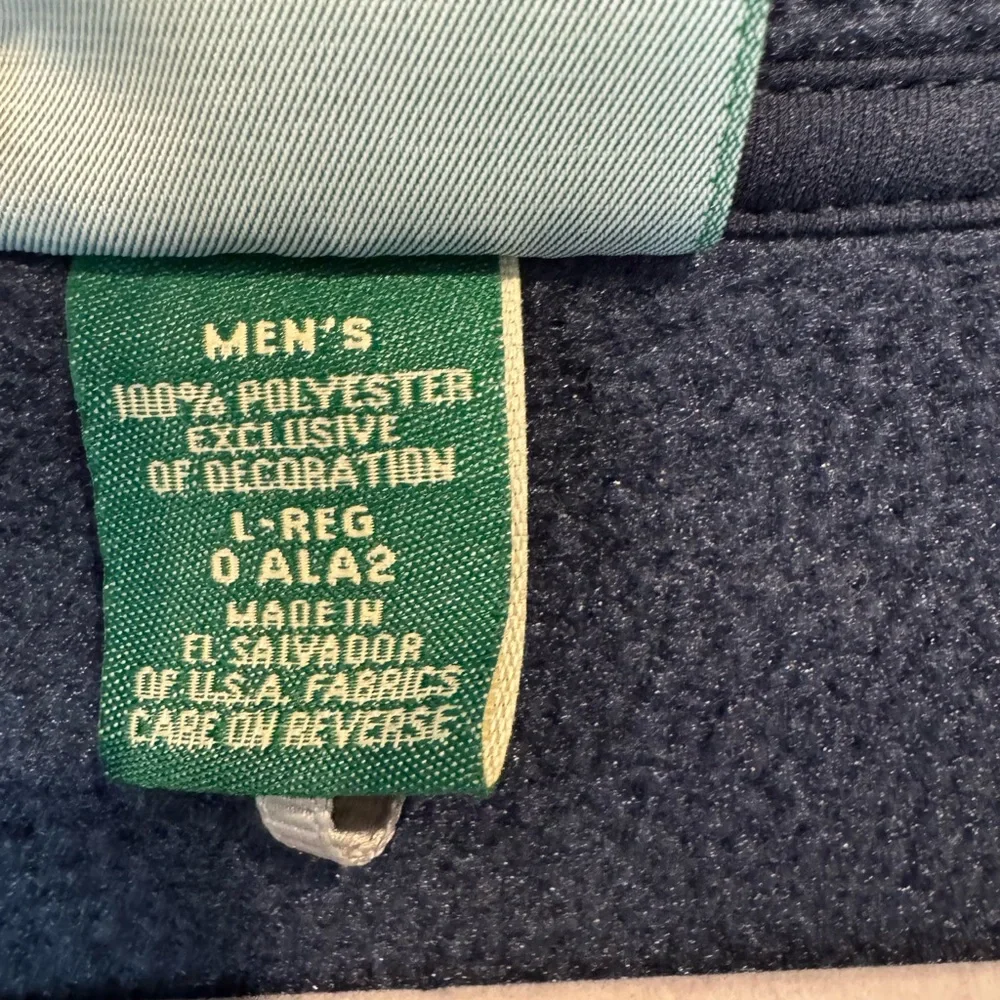 MEN'S
100% POLYESTER
EXCLUSIVE
OF DECORATION
L-REG
0 ALA2
MADE IN
EL SALVADOR
OF U.S.A. FABRICS
CARE ON REVERSE